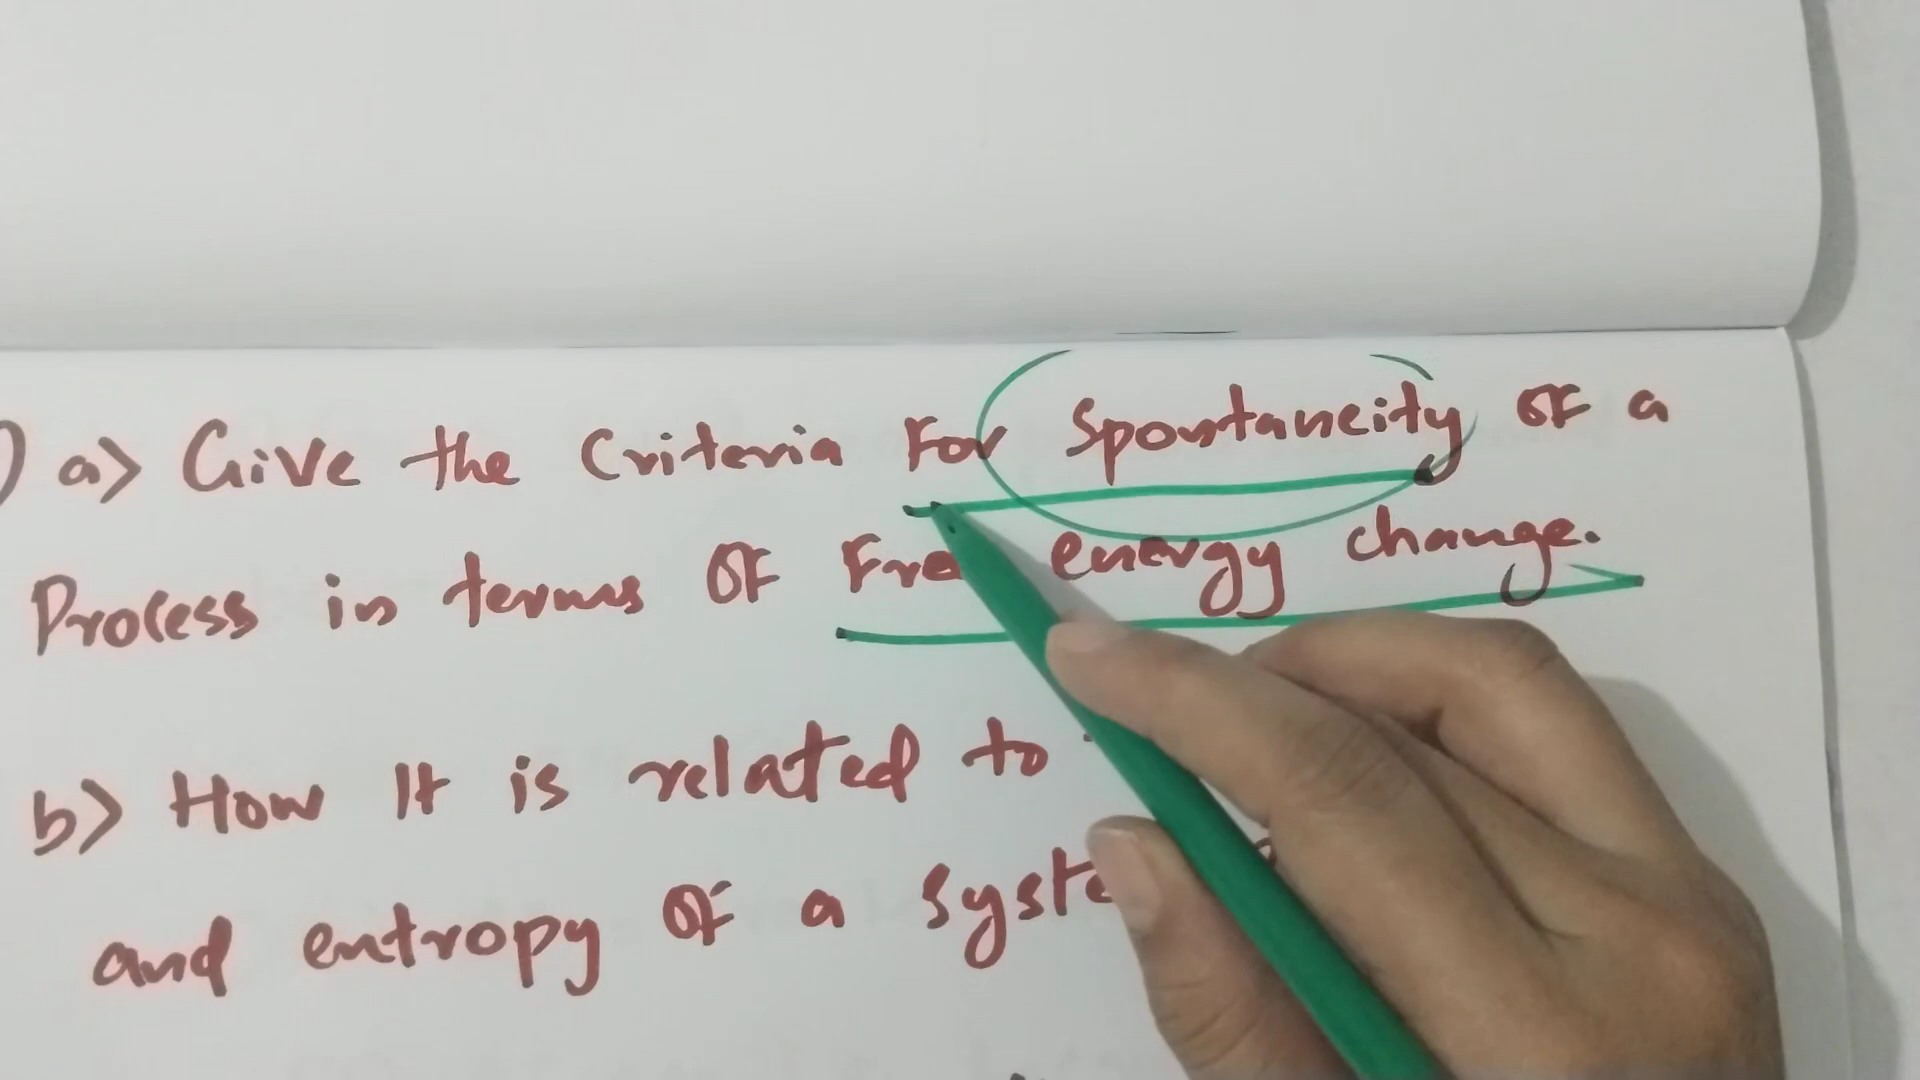 ) a) Give the Criteria For Spontaneity OF a
Process in terms OF energy change.
b) How It is related to
and entropy OF a